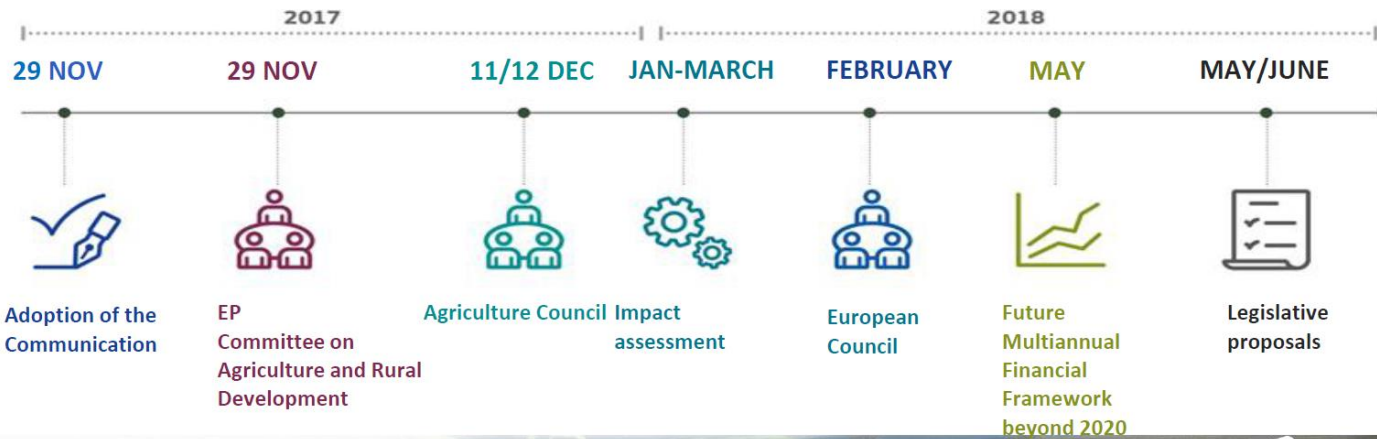 2017
2018
29 NOV
29 NOV
11/12 DEC
JAN-MARCH
FEBRUARY
MAY
MAY/JUNE
Adoption of the
Communication
EP
Committee on
Agriculture and Rural
Development
Agriculture Council
Impact
assessment
European
Council
Future
Multiannual
Financial
Framework
beyond 2020
Legislative
proposals